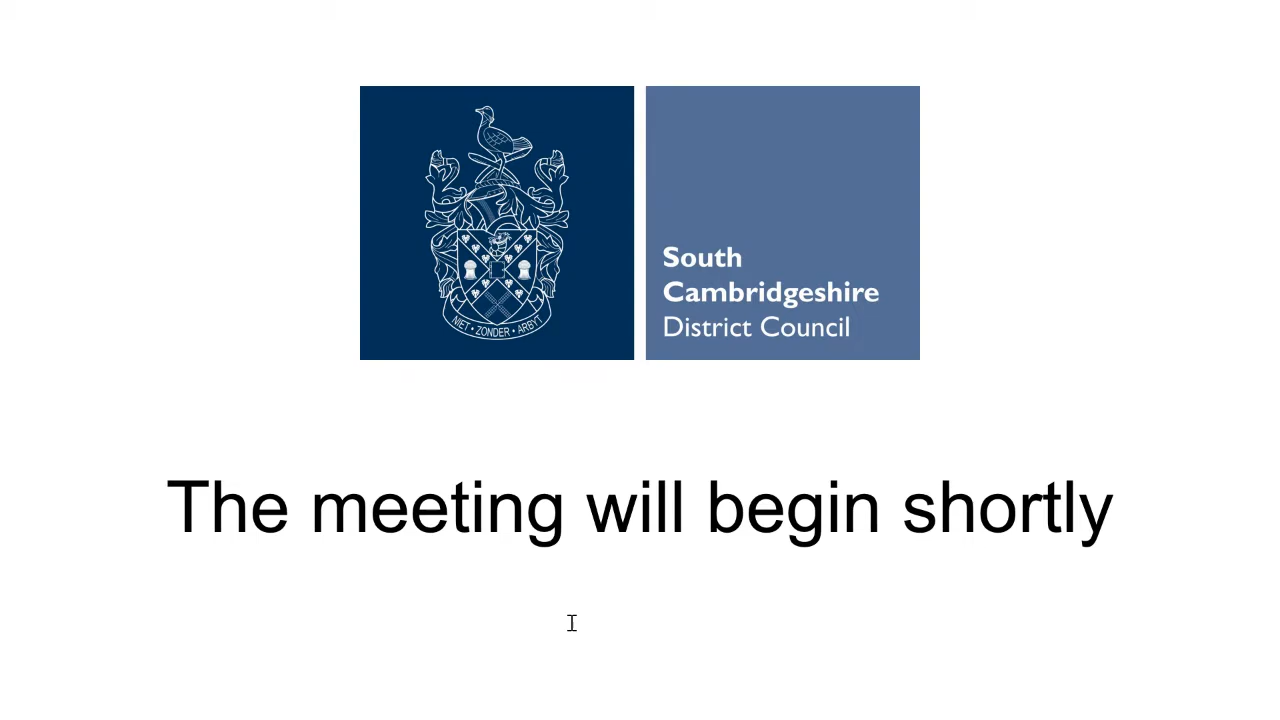 NIET • ZONDER • ARBYT
South
Cambridgeshire
District Council
The meeting will begin shortly